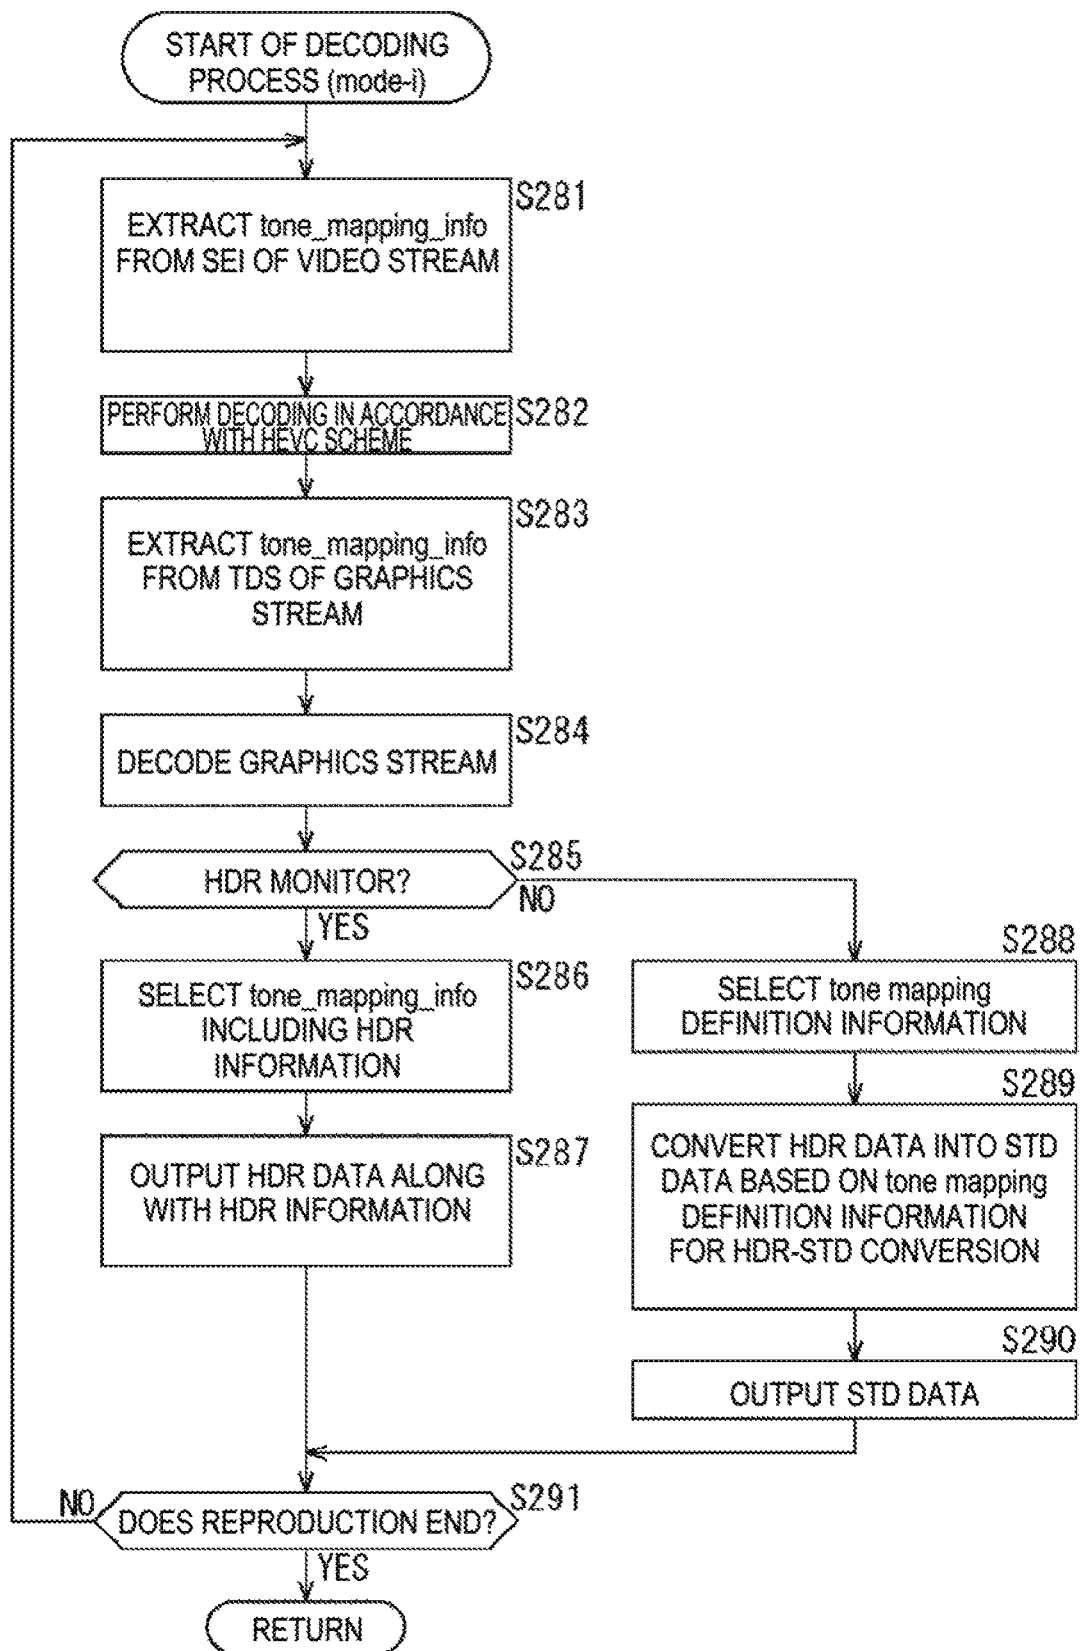 START OF DECODING
PROCESS (mode-i)
S281
EXTRACT tone_mapping_info
FROM SEI OF VIDEO STREAM
S282
PERFORM DECODING IN ACCORDANCE
WITH HEVC SCHEME
S283
EXTRACT tone_mapping_info
FROM TDS OF GRAPHICS
STREAM
S284
DECODE GRAPHICS STREAM
S285
HDR MONITOR?
NO
YES
S286
SELECT tone_mapping_info
INCLUDING HDR
INFORMATION
S287
OUTPUT HDR DATA ALONG
WITH HDR INFORMATION
S288
SELECT tone mapping
DEFINITION INFORMATION
S289
CONVERT HDR DATA INTO STD
DATA BASED ON tone mapping
DEFINITION INFORMATION
FOR HDR-STD CONVERSION
S290
OUTPUT STD DATA
S291
NO
DOES REPRODUCTION END?
YES
RETURN